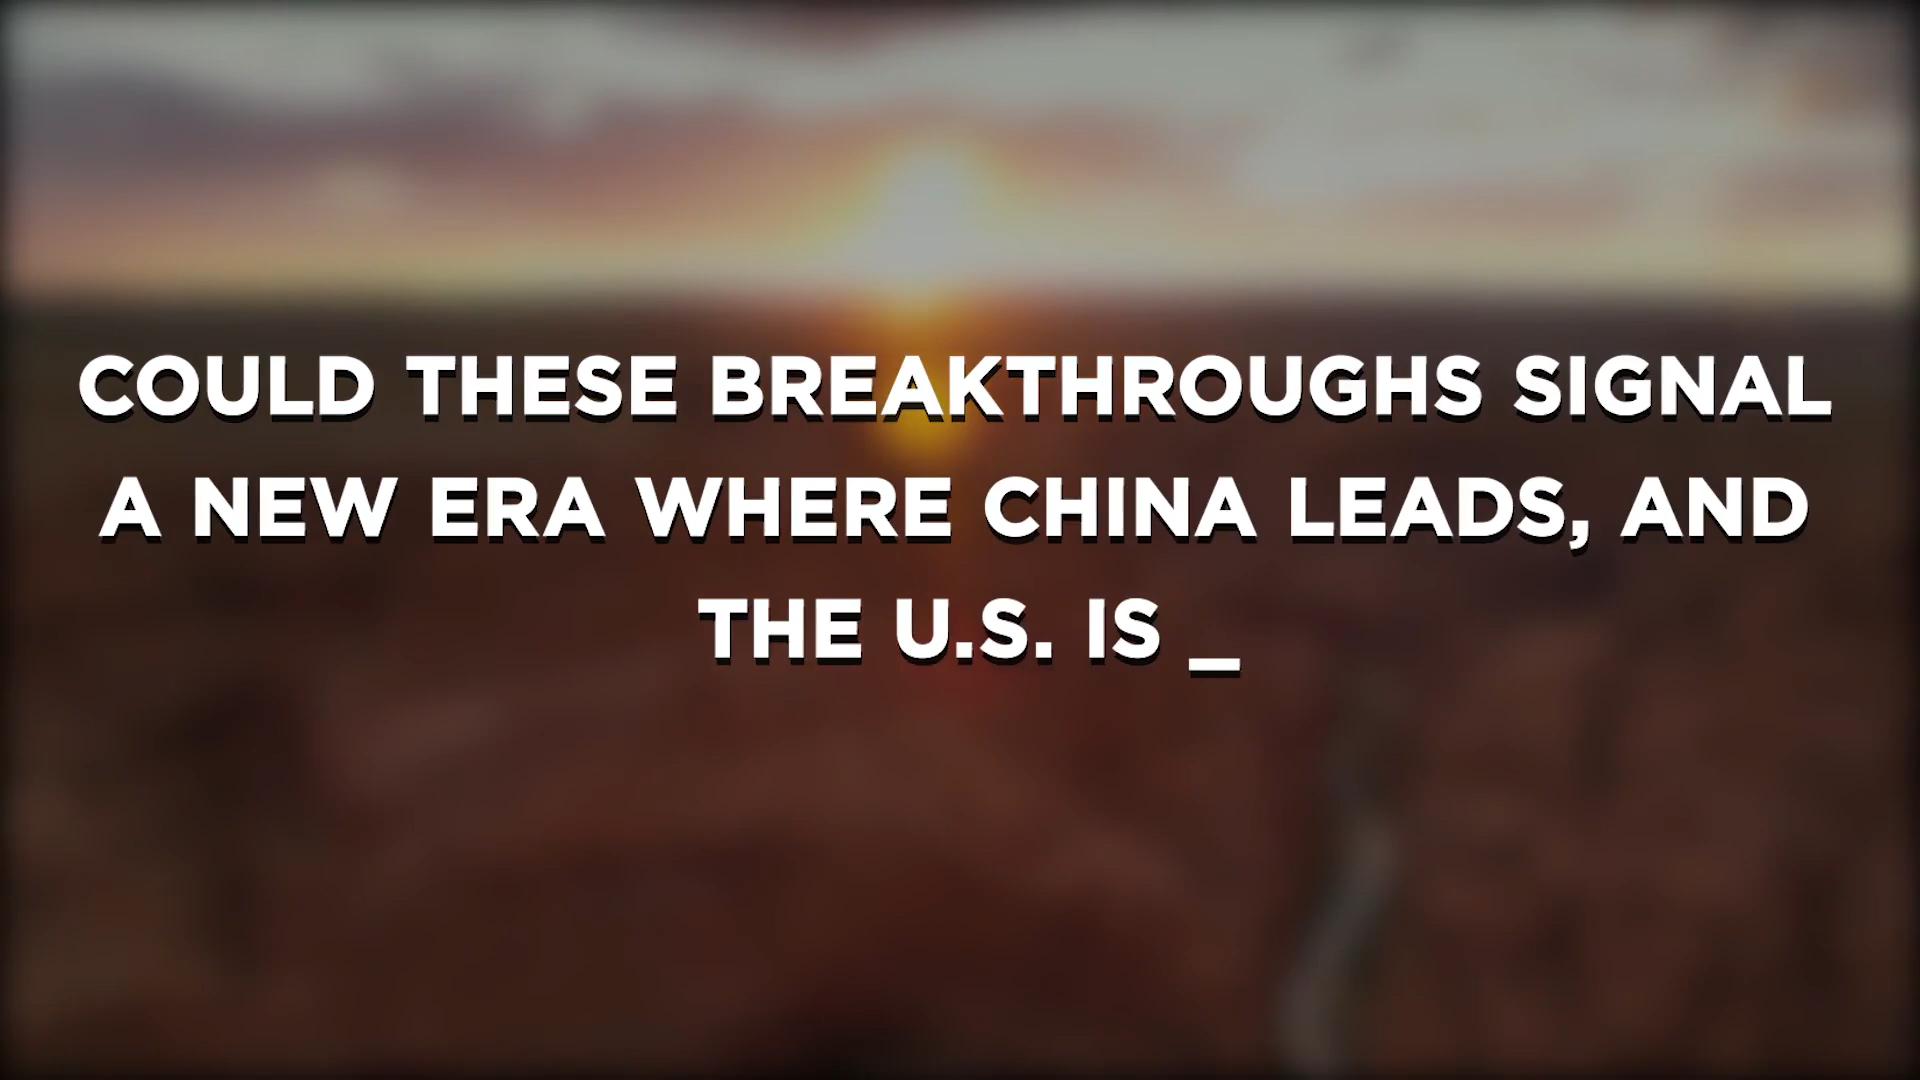 COULD THESE BREAKTHROUGHS SIGNAL
A NEW ERA WHERE CHINA LEADS, AND
THE U.S. IS _